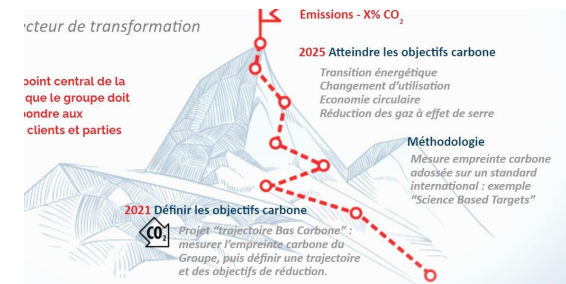 Emissions - X% CO₂
ecteur de transformation
2025 Atteindre les objectifs carbone
Transition énergétique
Changement d'utilisation
Economie circulaire
Réduction des gaz à effet de serre
point central de la
que le groupe doit
pondre aux
clients et parties
Méthodologie
Mesure empreinte carbone
adossée sur un standard
international : exemple
"Science Based Targets"
2021 Définir les objectifs carbone
CO₂
Projet "trajectoire Bas Carbone" :
mesurer l'empreinte carbone du
Groupe, puis définir une trajectoire
et des objectifs de réduction.